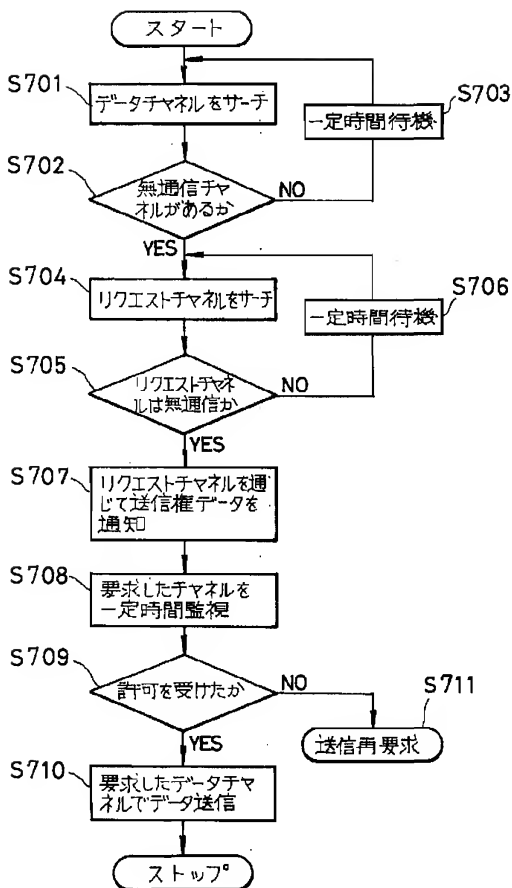 スタート
S701
データチャネルをサーチ
S703
一定時間待機
S702
無通信チャ
ネルがあるか
NO
YES
S704
リクエストチャネルをサーチ
S706
一定時間待機
S705
リクエストチャネ
ルは無通信か
NO
YES
S707
リクエストチャネルを通
じて送信権データを
通知
S708
要求したチャネルを
一定時間監視
S709
許可を受けたか
NO
S711
送信再要求
YES
S710
要求したデータチャ
ネルでデータ送信
ストップ